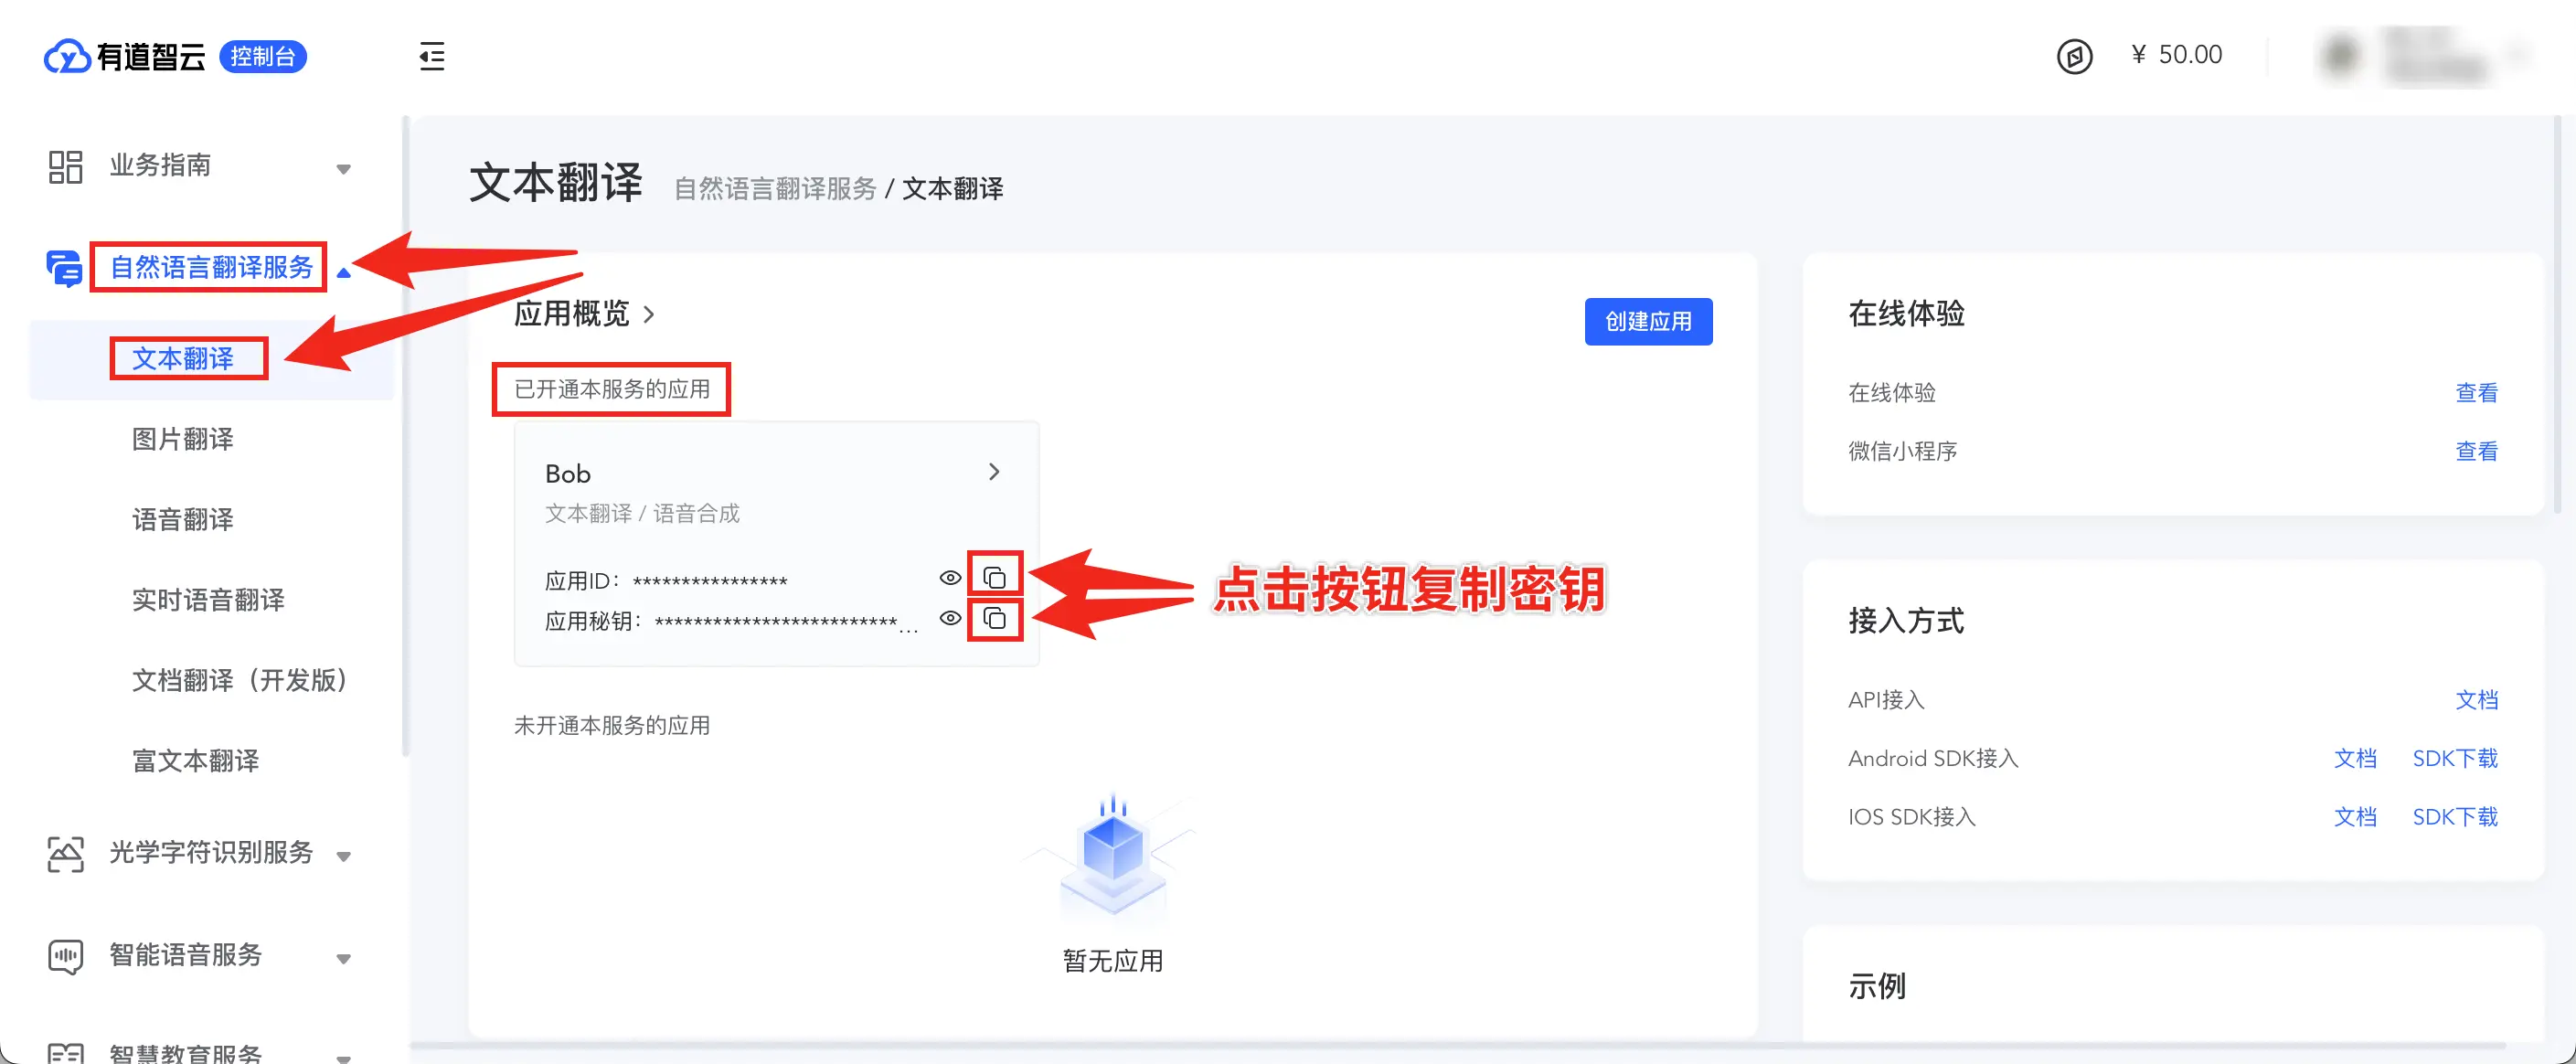 有道智云 控制台
¥ 50.00
业务指南
自然语言翻译服务
文本翻译
图片翻译
语音翻译
实时语音翻译
文档翻译（开发版）
富文本翻译
光学字符识别服务
智能语音服务
智慧教育服务
文本翻译 自然语言翻译服务 / 文本翻译
应用概览
创建应用
已开通本服务的应用
Bob
文本翻译 / 语音合成
应用ID： ****************
应用秘钥： *************************...
点击按钮复制密钥
未开通本服务的应用
暂无应用
在线体验
在线体验 查看
微信小程序 查看
接入方式
API接入 文档
Android SDK接入 文档 SDK下载
IOS SDK接入 文档 SDK下载
示例